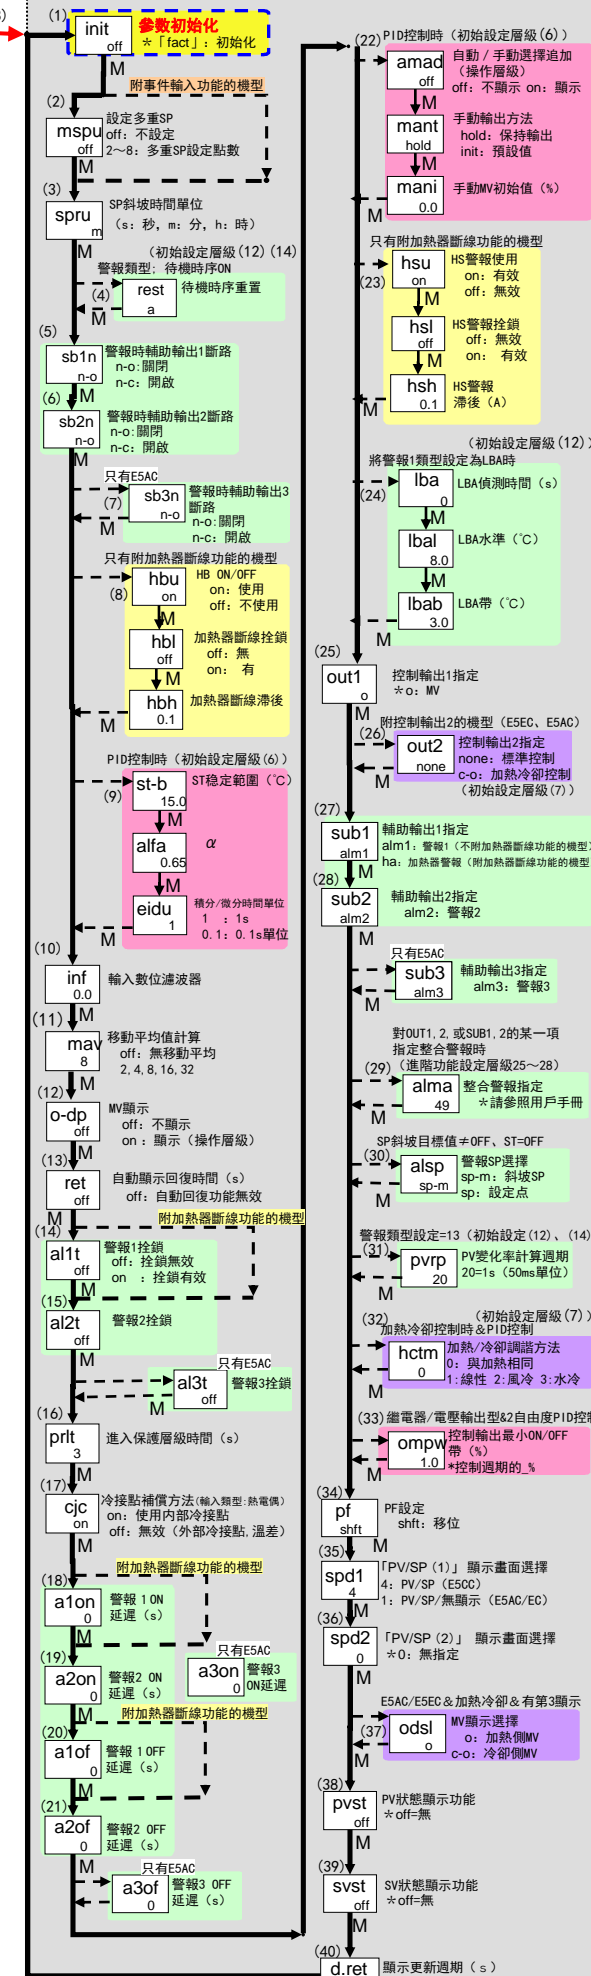 (1)
init
off
參數初始化
＊「fact」: 初始化
M
附事件輸入功能的機型
(2)
mspu
off
設定多重SP
off: 不設定
2～8: 多重SP設定點數
M
(3)
spru
m
SP斜坡時間單位
(s: 秒, m: 分, h: 時)
M
(初始設定層級(12)(14)
警報類型: 待機時序ON
(4)
rest
a
待機時序重置
M
(5)
sb1n
n-o
警報時輔助輸出1斷路
n-o:關閉
n-c: 開啟
M
(6)
sb2n
n-o
警報時輔助輸出2斷路
n-o:關閉
n-c: 開啟
M
只有E5AC
(7)
sb3n
n-o
警報時輔助輸出3
斷路
n-o:關閉
n-c: 開啟
M
只有附加熱器斷線功能的機型
(8)
hbu
on
HB ON/OFF
on: 使用
off: 不使用
M
hbl
off
加熱器斷線拴鎖
off: 無
on: 有
M
hbh
0.1
加熱器斷線滯後
M
PID控制時 (初始設定層級(6))
(9)
st-b
15.0
ST稳定範圍 (℃)
M
alfa
0.65
α
M
eidu
1
積分/微分時間單位
1 : 1s
0.1: 0.1s單位
M
(10)
inf
0.0
輸入數位濾波器
M
(11)
mav
8
移動平均值計算
off: 無移動平均
2,4,8,16,32
M
(12)
o-dp
off
MV顯示
off: 不顯示
on : 顯示 (操作層級)
M
(13)
ret
off
自動顯示回復時間 (s)
off: 自動回復功能無效
M
附加熱器斷線功能的機型
(14)
al1t
off
警報1拴鎖
off: 拴鎖無效
on : 拴鎖有效
M
(15)
al2t
off
警報2拴鎖
M
只有E5AC
al3t
off
警報3拴鎖
M
(16)
prlt
3
進入保護層級時間 (s)
M
(17)
cjc
on
冷接點補償方法(輸入類型:熱電偶)
on: 使用內部冷接點
off: 無效 (外部冷接點,溫差)
M
附加熱器斷線功能的機型
(18)
a1on
0
警報 1ON
延遲 (s)
M
只有E5AC
(19)
a2on
0
警報2 ON
延遲 (s)
a3on
0
警報3
ON延遲
M
附加熱器斷線功能的機型
(20)
a1of
0
警報 1OFF
延遲 (s)
M
(21)
a2of
0
警報2 OFF
延遲 (s)
M
只有E5AC
a3of
0
警報3 OFF
延遲 (s)
(22)
PID控制時 (初始設定層級(6))
amad
off
自動 / 手動選擇追加
(操作層級)
off: 不顯示 on: 顯示
M
mant
hold
手動輸出方法
hold: 保持輸出
init: 預設值
M
mani
0.0
手動MV初始值 (%)
M
只有附加熱器斷線功能的機型
(23)
hsu
on
HS警報使用
on: 有效
off: 無效
M
hsl
off
HS警報拴鎖
off: 無效
on: 有效
M
hsh
0.1
HS警報
滯後 (A)
M
(初始設定層級(12))
將警報1類型設定為LBA時
(24)
lba
0
LBA偵測時間 (s)
M
lbal
8.0
LBA水準 (℃)
M
lbab
3.0
LBA帶 (℃)
M
(25)
out1
o
控制輸出1指定
＊o: MV
M
附控制輸出2的機型 (E5EC、E5AC)
(26)
out2
none
控制輸出2指定
none: 標準控制
c-o: 加熱冷卻控制
(初始設定層級(7))
M
(27)
sub1
alm1
輔助輸出1指定
alm1: 警報1 (不附加熱器斷線功能的機型)
ha: 加熱器警報 (附加熱器斷線功能的機型
M
(28)
sub2
alm2
輔助輸出2指定
alm2: 警報2
M
只有E5AC
sub3
alm3
輔助輸出3指定
alm3: 警報3
M
對OUT1,2,或SUB1,2的某一項
指定整合警報時
(進階功能設定層級25～28)
(29)
alma
49
整合警報指定
＊請參照用戶手冊
M
SP斜坡目標值≠OFF、ST=OFF
(30)
alsp
sp-m
警報SP選擇
sp-m: 斜坡SP
sp: 設定点
M
警報類型設定=13 (初始設定(12)、(14)
(31)
pvrp
20
PV變化率計算週期
20=1s (50ms單位)
M
(初始設定層級(7))
(32)
加熱冷卻控制時＆PID控制
hctm
0
加熱/冷卻調諧方法
0: 與加熱相同
1:線性 2:風冷 3:水冷
M
(33) 繼電器/電壓輸出型&2自由度PID控
ompw
1.0
控制輸出最小ON/OFF
帶 (%)
*控制週期的_%
M
(34)
pf
shft
PF設定
shft: 移位
M
(35)
spd1
4
「PV/SP (1)」 顯示畫面選擇
4: PV/SP (E5CC)
1: PV/SP/無顯示 (E5AC/EC)
M
(36)
spd2
0
「PV/SP (2)」 顯示畫面選擇
＊0: 無指定
M
E5AC/E5EC＆加熱冷卻＆有第3顯示
(37)
odsl
o
MV顯示選擇
o: 加熱側MV
c-o: 冷卻側MV
M
(38)
pvst
off
PV狀態顯示功能
＊off=無
M
(39)
svst
off
SV狀態顯示功能
*off=無
M
(40)
d.ret
顯示更新週期 (s)